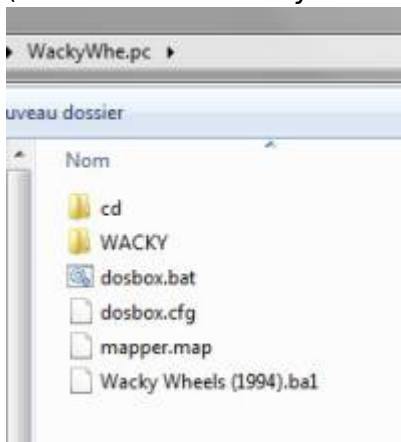 WackyWhe.pc
uveau dossier
Nom
cd
WACKY
dosbox.bat
dosbox.cfg
mapper.map
Wacky Wheels (1994).ba1